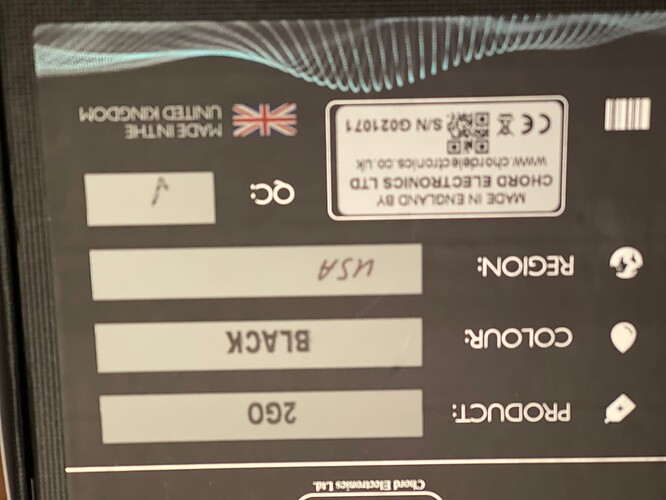 Chord Electronics Ltd.
PRODUCT: 2GO
COLOUR: BLACK
REGION: USA
MADE IN ENGLAND BY
CHORD ELECTRONICS LTD
www.chordelectronics.co.uk
CE S/N G021071
QC: ✓
MADE IN THE
UNITED KINGDOM